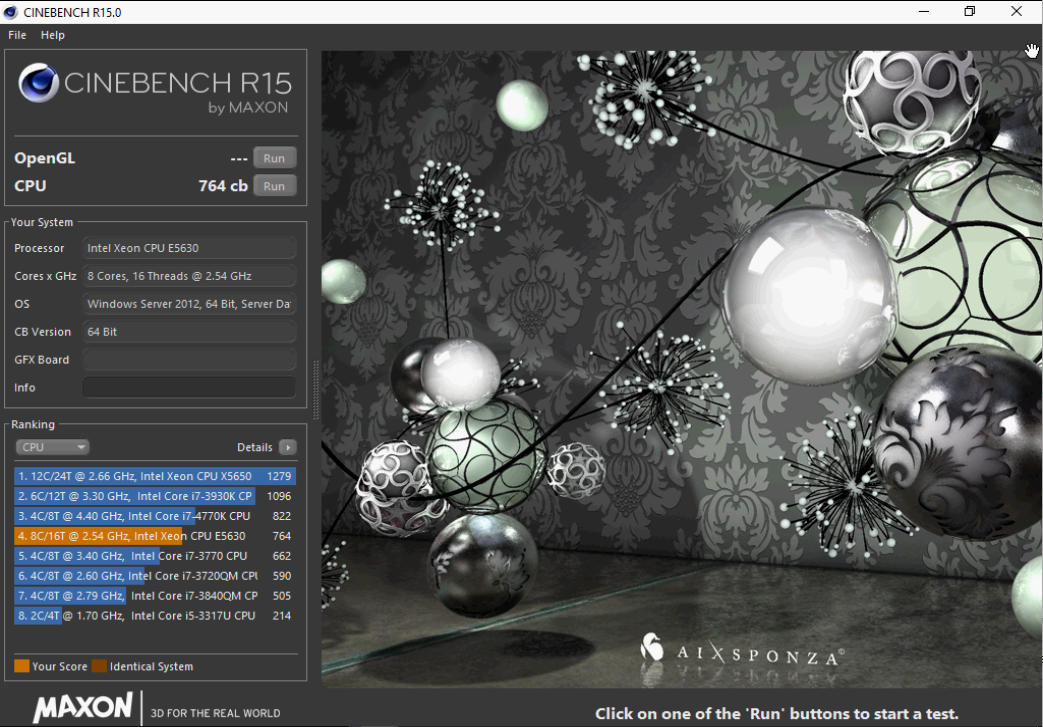 CINEBENCH R15.0
File Help
CINEBENCH R15
by MAXON
OpenGL --- Run
CPU 764 cb Run
Your System
Processor Intel Xeon CPU E5630
Cores x GHz 8 Cores, 16 Threads @ 2.54 GHz
OS Windows Server 2012, 64 Bit, Server Da
CB Version 64 Bit
GFX Board
Info
Ranking
CPU Details
1. 12C/24T @ 2.66 GHz, Intel Xeon CPU X5650 1279
2. 6C/12T @ 3.30 GHz, Intel Core i7-3930K CP 1096
3. 4C/8T @ 4.40 GHz, Intel Core i7-4770K CPU 822
4. 8C/16T @ 2.54 GHz, Intel Xeon CPU E5630 764
5. 4C/8T @ 3.40 GHz, Intel Core i7-3770 CPU 662
6. 4C/8T @ 2.60 GHz, Intel Core i7-3720QM CPU 590
7. 4C/8T @ 2.79 GHz, Intel Core i7-3840QM CP 505
8. 2C/4T @ 1.70 GHz, Intel Core i5-3317U CPU 214
Your Score Identical System
AIXSPONZA©
MAXON 3D FOR THE REAL WORLD
Click on one of the 'Run' buttons to start a test.